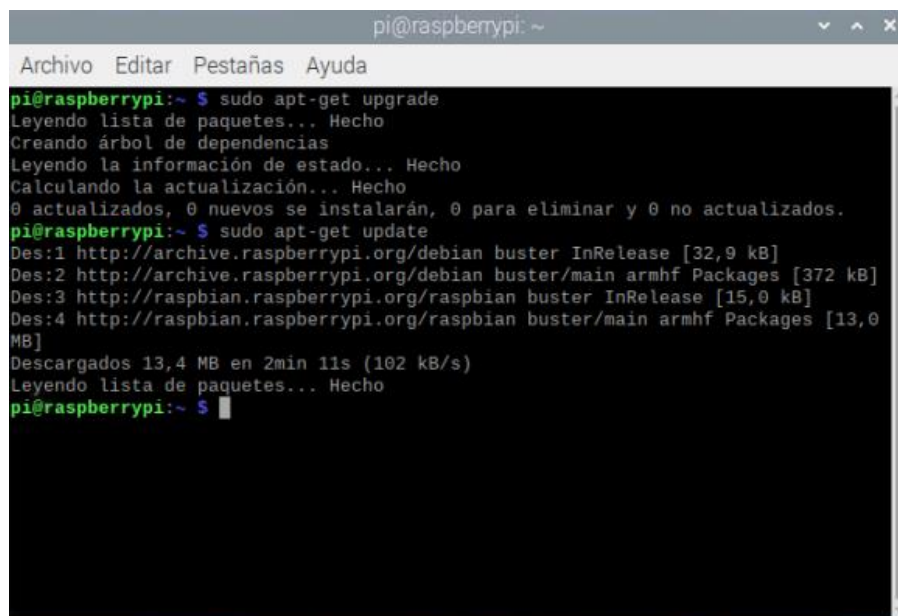 pi@raspberrypi: ~
Archivo Editar Pestañas Ayuda
pi@raspberrypi:~ $ sudo apt-get upgrade
Leyendo lista de paquetes... Hecho
Creando árbol de dependencias
Leyendo la información de estado... Hecho
Calculando la actualización... Hecho
0 actualizados, 0 nuevos se instalarán, 0 para eliminar y 0 no actualizados.
pi@raspberrypi:~ $ sudo apt-get update
Des:1 http://archive.raspberrypi.org/debian buster InRelease [32,9 kB]
Des:2 http://archive.raspberrypi.org/debian buster/main armhf Packages [372 kB]
Des:3 http://raspbian.raspberrypi.org/raspbian buster InRelease [15,0 kB]
Des:4 http://raspbian.raspberrypi.org/raspbian buster/main armhf Packages [13,0
MB]
Descargados 13,4 MB en 2min 11s (102 kB/s)
Leyendo lista de paquetes... Hecho
pi@raspberrypi:~ $